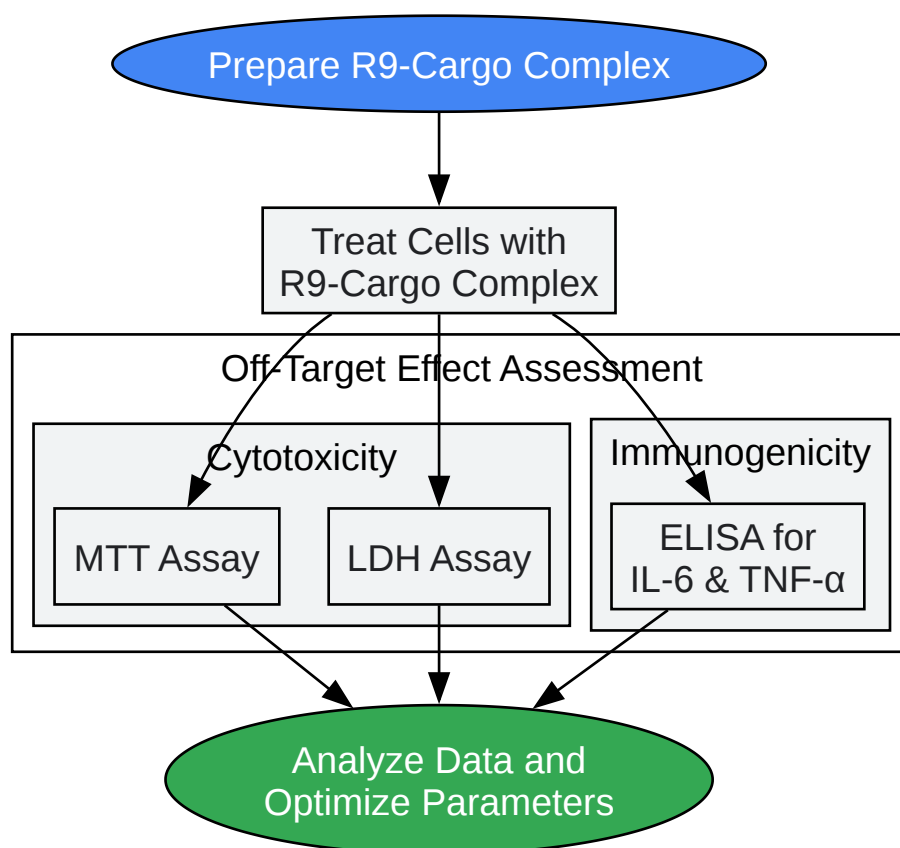 Prepare R9-Cargo Complex
Treat Cells with
R9-Cargo Complex
Off-Target Effect Assessment
Cytotoxicity
Immunogenicity
MTT Assay
LDH Assay
ELISA for
IL-6 & TNF-α
Analyze Data and
Optimize Parameters